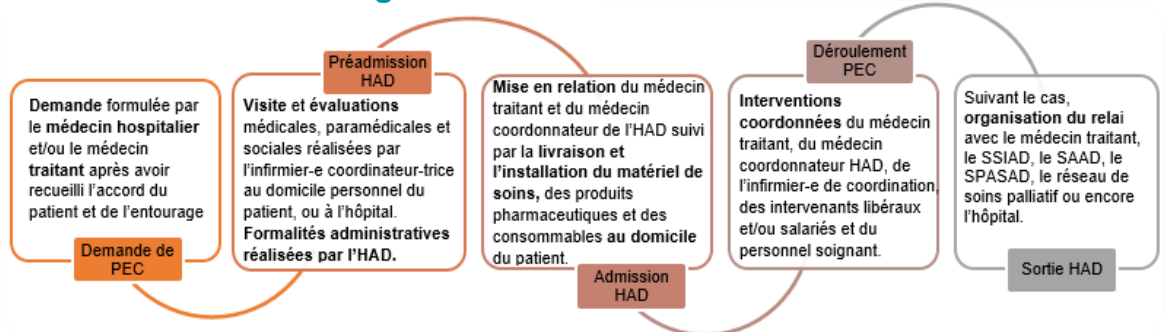 Demande formulée par
le médecin hospitalier
et/ou le médecin
traitant après avoir
recueilli l'accord du
patient et de l'entourage
Demande de
PEC
Préadmission
HAD
Visite et évaluations
médicales, paramédicales et
sociales réalisées par
l'infirmier-e coordinateur-trice
au domicile personnel du
patient, ou à l'hôpital.
Formalités administratives
réalisées par l'HAD.
Mise en relation du médecin
traitant et du médecin
coordonnateur de l'HAD suivi
par la livraison et
l'installation du matériel de
soins, des produits
pharmaceutiques et des
consommables au domicile
du patient.
Admission
HAD
Déroulement
PEC
Interventions
coordonnées du médecin
traitant, du médecin
coordonnateur HAD, de
l'infirmier-e de coordination,
des intervenants libéraux
et/ou salariés et du
personnel soignant.
Suivant le cas,
organisation du relai
avec le médecin traitant,
le SSIAD, le SAAD, le
SPASAD, le réseau de
soins palliatif ou encore
l'hôpital.
Sortie HAD